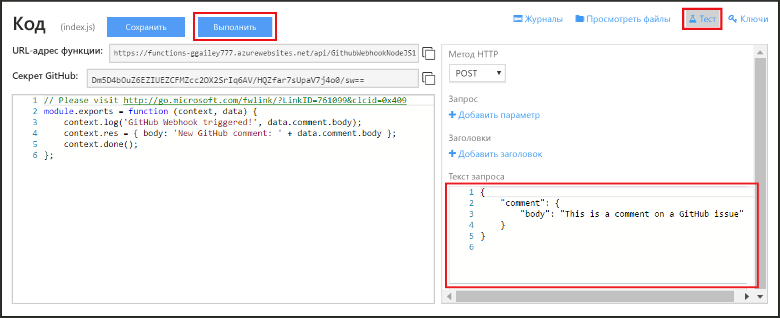 Код (index.js) Сохранить Выполнить Журналы Просмотреть файлы Тест Ключи
URL-адрес функции: https://functions-ggailey777.azurewebsites.net/api/GithubWebhookNodeJS1
Секрет GitHub: Dm5D4bOuZ6EZIUEZCFMZcc2OX2SrIq6AV/HQZfar7sUpaV7j4o0/sw==
1 // Please visit http://go.microsoft.com/fwlink/?LinkID=761099&clcid=0x409
2 module.exports = function (context, data) {
3 context.log('GitHub Webhook triggered!', data.comment.body);
4 context.res = { body: 'New GitHub comment: ' + data.comment.body };
5 context.done();
6 };
Метод HTTP
POST
Запрос
Добавить параметр
Заголовки
Добавить заголовок
Текст запроса
1 {
2 "comment": {
3 "body": "This is a comment on a GitHub issue"
4 }
5 }
6